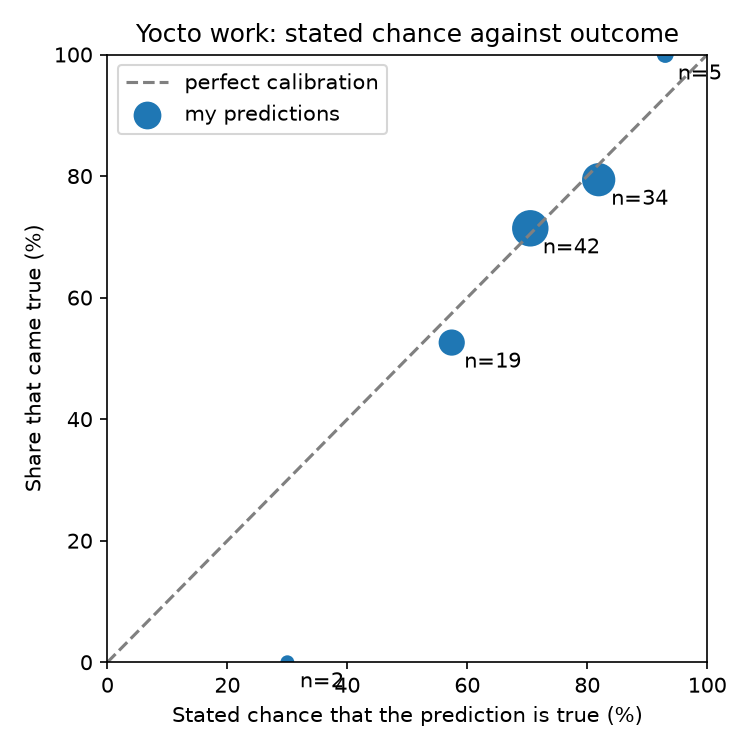 Yocto work: stated chance against outcome
perfect calibration
my predictions
n=5
n=34
n=42
n=19
n=2
100
80
60
40
20
0
0 20 40 60 80 100
Share that came true (%)
Stated chance that the prediction is true (%)